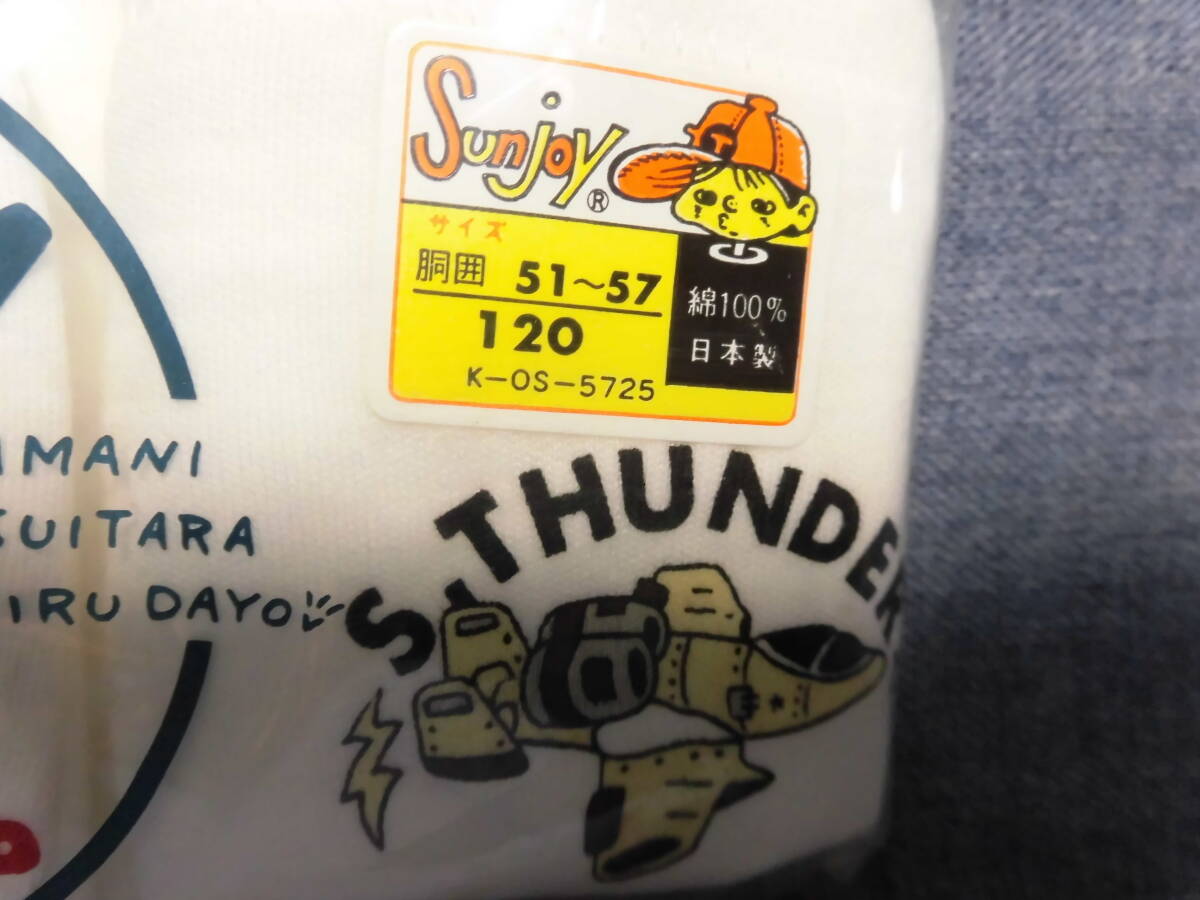 Sunjoy®
T
サイズ
胴囲 51～57
120
K-OS-5725
綿100%
日本製
MANI
UITARA
IRU DAYO
S.THUNDER